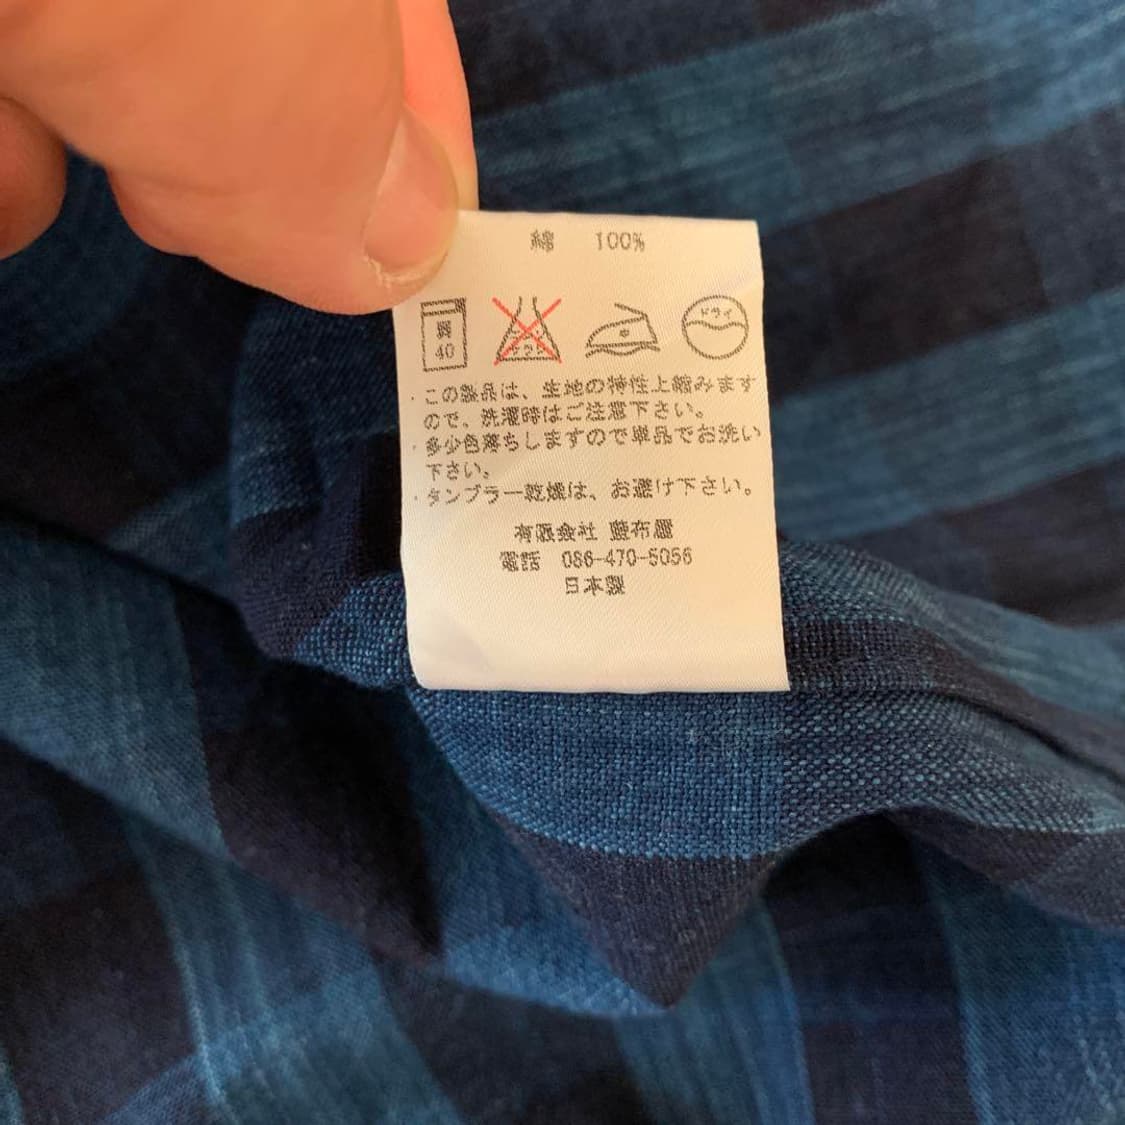 綿 100%
弱
40
エンソ
サラシ
ドライ
・この製品は、生地の特性上縮みます
ので、洗濯時はご注意下さい。
・多少色落ちしますので単品でお洗い
下さい。
・タンブラー乾燥は、お避け下さい。
有限会社 藍布屋
電話 086-470-5056
日本製